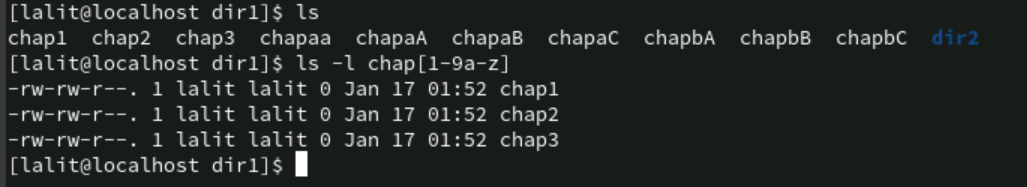 [lalit@localhost dir1]$ ls
chap1  chap2  chap3  chapaa  chapaA  chapaB  chapaC  chapbA  chapbB  chapbC  dir2
[lalit@localhost dir1]$ ls -l chap[1-9a-z]
-rw-rw-r--. 1 lalit lalit 0 Jan 17 01:52 chap1
-rw-rw-r--. 1 lalit lalit 0 Jan 17 01:52 chap2
-rw-rw-r--. 1 lalit lalit 0 Jan 17 01:52 chap3
[lalit@localhost dir1]$